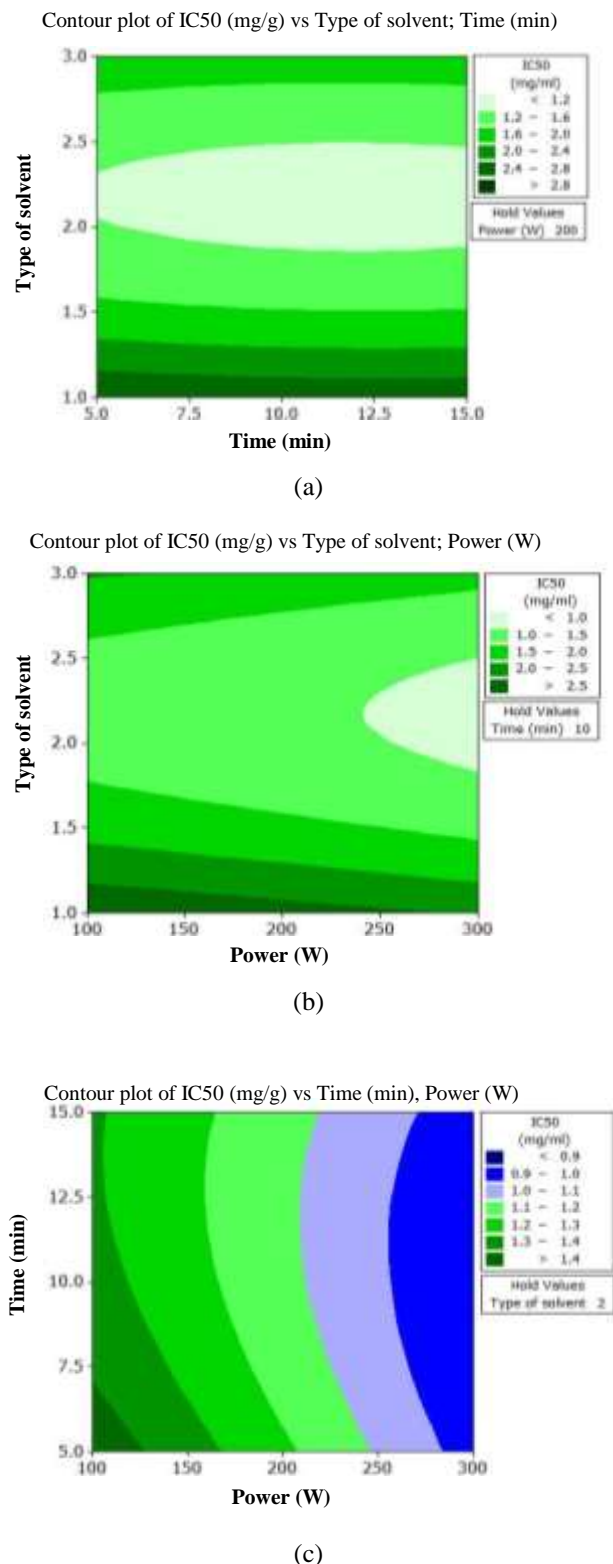 Contour plot of IC50 (mg/g) vs Type of solvent; Time (min)
3.0
2.5
2.0
1.5
1.0
Type of solvent
5.0 7.5 10.0 12.5 15.0
Time (min)
IC50
(mg/ml)
< 1.2
1.2 – 1.6
1.6 – 2.0
2.0 – 2.4
2.4 – 2.8
> 2.8
Hold Values
Power (W) 200
(a)
Contour plot of IC50 (mg/g) vs Type of solvent; Power (W)
3.0
2.5
2.0
1.5
1.0
Type of solvent
100 150 200 250 300
Power (W)
IC50
(mg/ml)
< 1.0
1.0 – 1.5
1.5 – 2.0
2.0 – 2.5
> 2.5
Hold Values
Time (min) 10
(b)
Contour plot of IC50 (mg/g) vs Time (min), Power (W)
15.0
12.5
10.0
7.5
5.0
Time (min)
100 150 200 250 300
Power (W)
IC50
(mg/ml)
< 0.9
0.9 – 1.0
1.0 – 1.1
1.1 – 1.2
1.2 – 1.3
1.3 – 1.4
> 1.4
Hold Values
Type of solvent 2
(c)